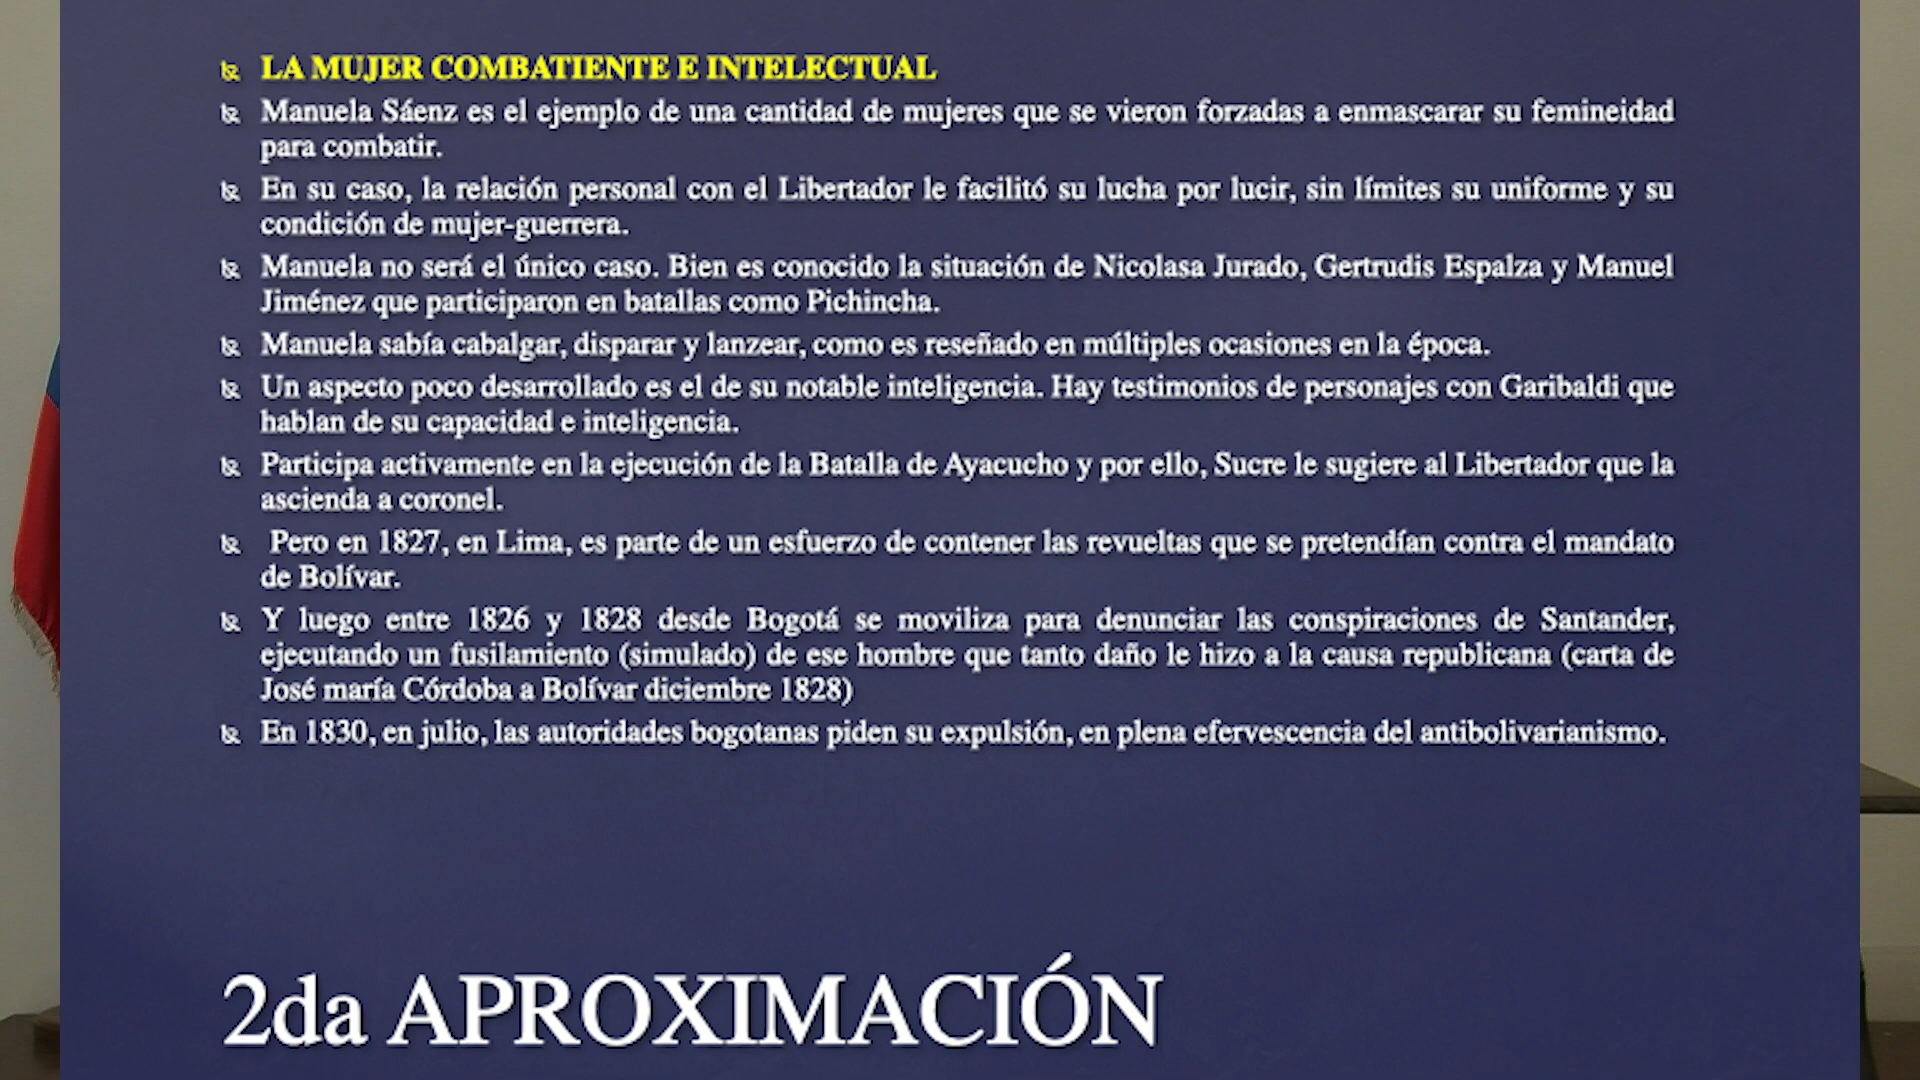 LA MUJER COMBATIENTE E INTELECTUAL
Manuela Sáenz es el ejemplo de una cantidad de mujeres que se vieron forzadas a enmascarar su femineidad
para combatir.
En su caso, la relación personal con el Libertador le facilitó su lucha por lucir, sin límites su uniforme y su
condición de mujer-guerrera.
Manuela no será el único caso. Bien es conocido la situación de Nicolasa Jurado, Gertrudis Espalza y Manuel
Jiménez que participaron en batallas como Pichincha.
Manuela sabía cabalgar, disparar y lanzear, como es reseñado en múltiples ocasiones en la época.
Un aspecto poco desarrollado es el de su notable inteligencia. Hay testimonios de personajes con Garibaldi que
hablan de su capacidad e inteligencia.
Participa activamente en la ejecución de la Batalla de Ayacucho y por ello, Sucre le sugiere al Libertador que la
ascienda a coronel.
Pero en 1827, en Lima, es parte de un esfuerzo de contener las revueltas que se pretendían contra el mandato
de Bolívar.
Y luego entre 1826 y 1828 desde Bogotá se moviliza para denunciar las conspiraciones de Santander,
ejecutando un fusilamiento (simulado) de ese hombre que tanto daño le hizo a la causa republicana (carta de
José maría Córdoba a Bolívar diciembre 1828)
En 1830, en julio, las autoridades bogotanas piden su expulsión, en plena efervescencia del antibolivarianismo.
2da APROXIMACIÓN